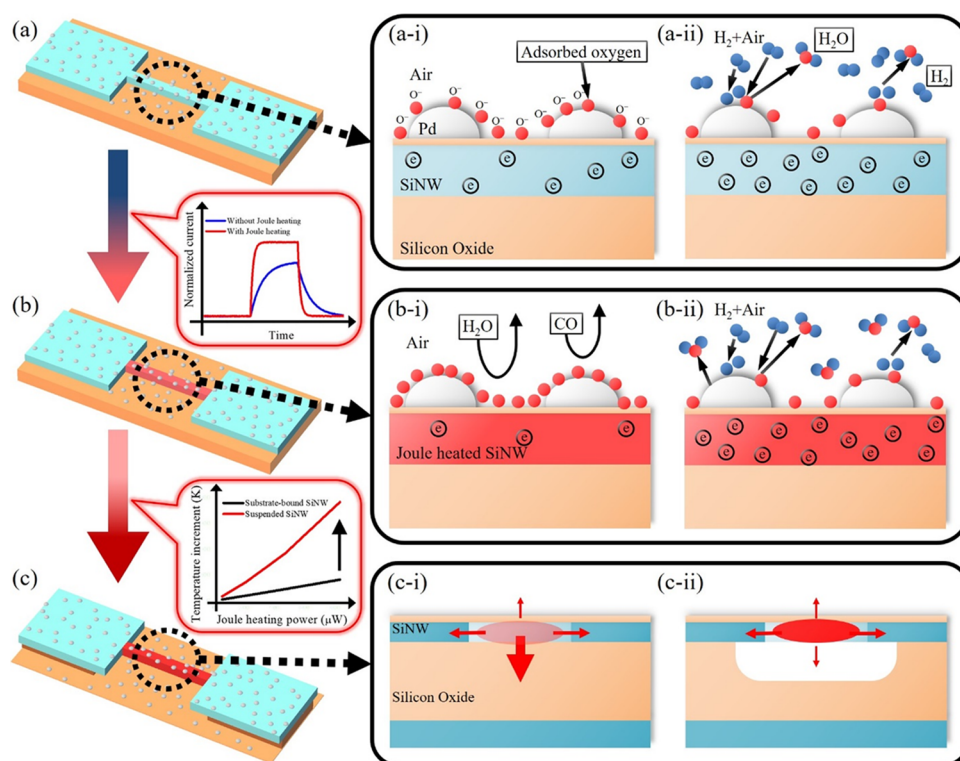 (a)
(a-i)
Air
Adsorbed oxygen
O⁻ O⁻ O⁻ O⁻ O⁻ O⁻ O⁻ O⁻ O⁻ O⁻ O⁻
Pd
e e e e e e
SiNW
Silicon Oxide
(a-ii)
H₂+Air
H₂O
H₂
e e e e e e e e e e e
Normalized current
Without Joule heating
With Joule heating
Time
(b)
(b-i)
Air
H₂O
CO
e e e
Joule heated SiNW
(b-ii)
H₂+Air
e e e e e e e e e e e
Temperature increment (K)
Substrate-bound SiNW
Suspended SiNW
Joule heating power (μW)
(c)
(c-i)
SiNW
Silicon Oxide
(c-ii)